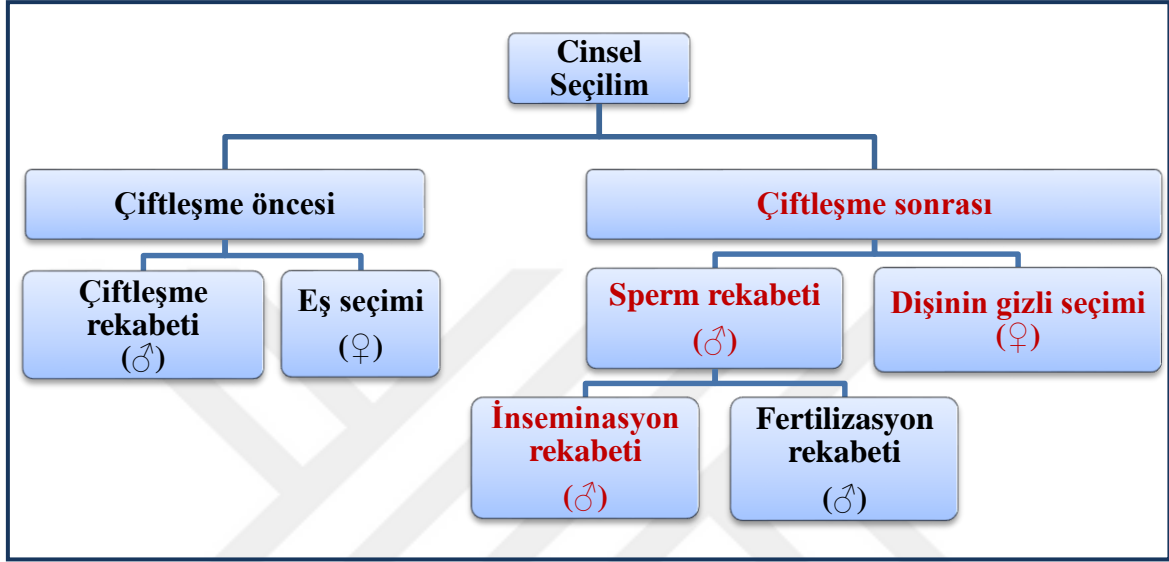 Cinsel
Seçilim
Çiftleşme öncesi
Çiftleşme sonrası
Çiftleşme
rekabeti
(♂)
Eş seçimi
(♀)
Sperm rekabeti
(♂)
Dişinin gizli seçimi
(♀)
İnseminasyon
rekabeti
(♂)
Fertilizasyon
rekabeti
(♂)